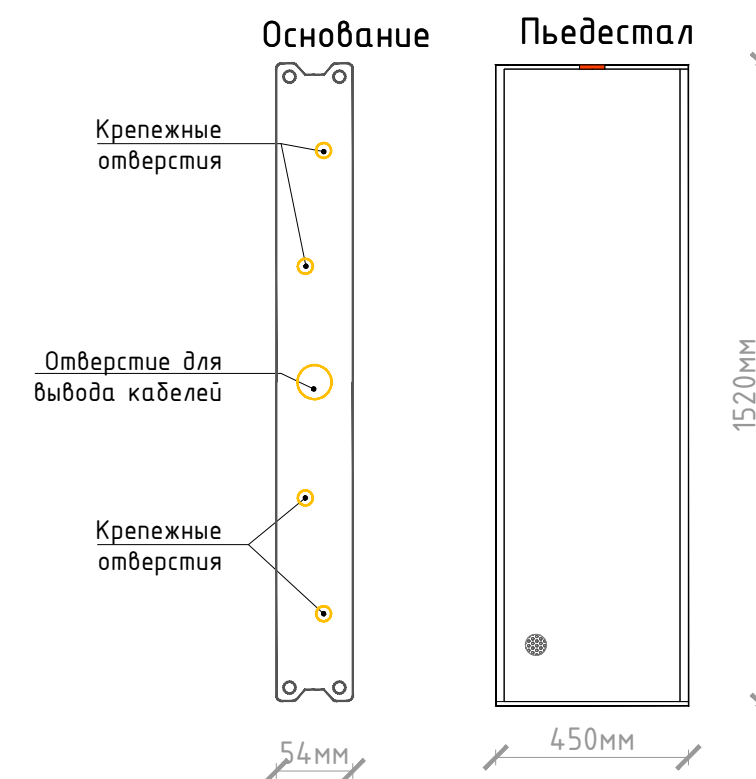 Основание
Пьедестал
Крепежные
отверстия
Отверстие для
вывода кабелей
Крепежные
отверстия
1520мм
54мм
450мм